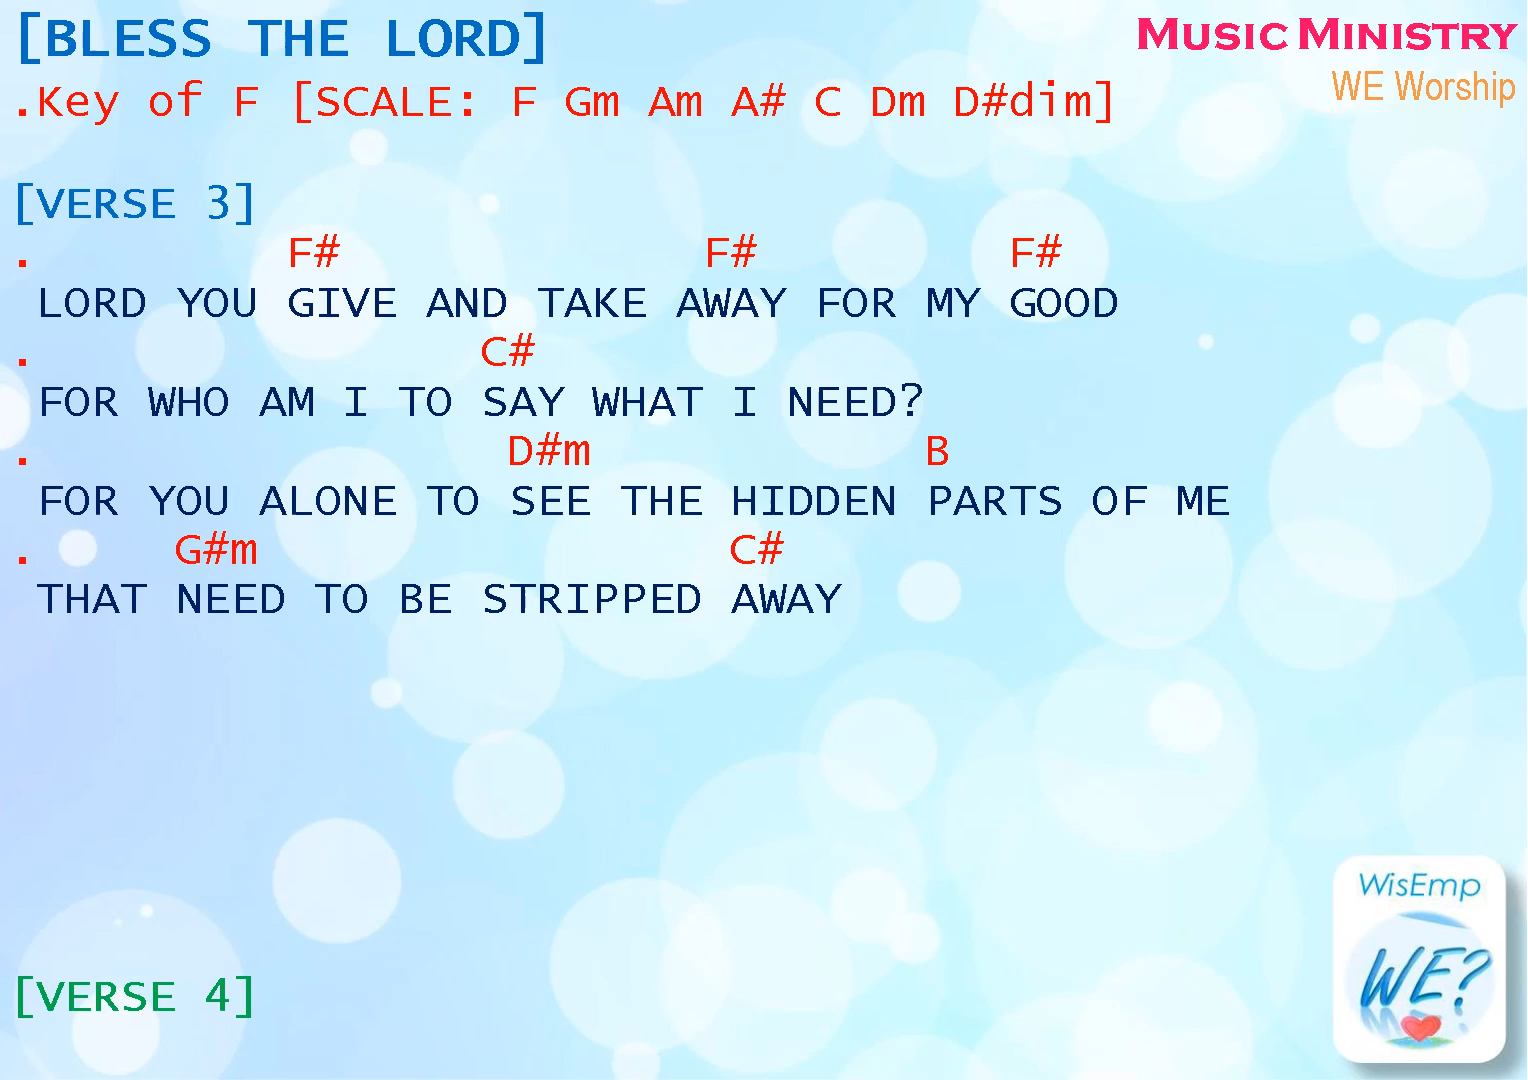 [BLESS THE LORD]
MUSIC MINISTRY
.Key of F [SCALE: F Gm Am A# C Dm D#dim]
WE Worship
[VERSE 3]
.                  F#                          F#                  F#
 LORD YOU GIVE AND TAKE AWAY FOR MY GOOD
.                C#
 FOR WHO AM I TO SAY WHAT I NEED?
.                 D#m            B
 FOR YOU ALONE TO SEE THE HIDDEN PARTS OF ME
.     G#m                 C#
 THAT NEED TO BE STRIPPED AWAY
WisEmp
WE?
[VERSE 4]